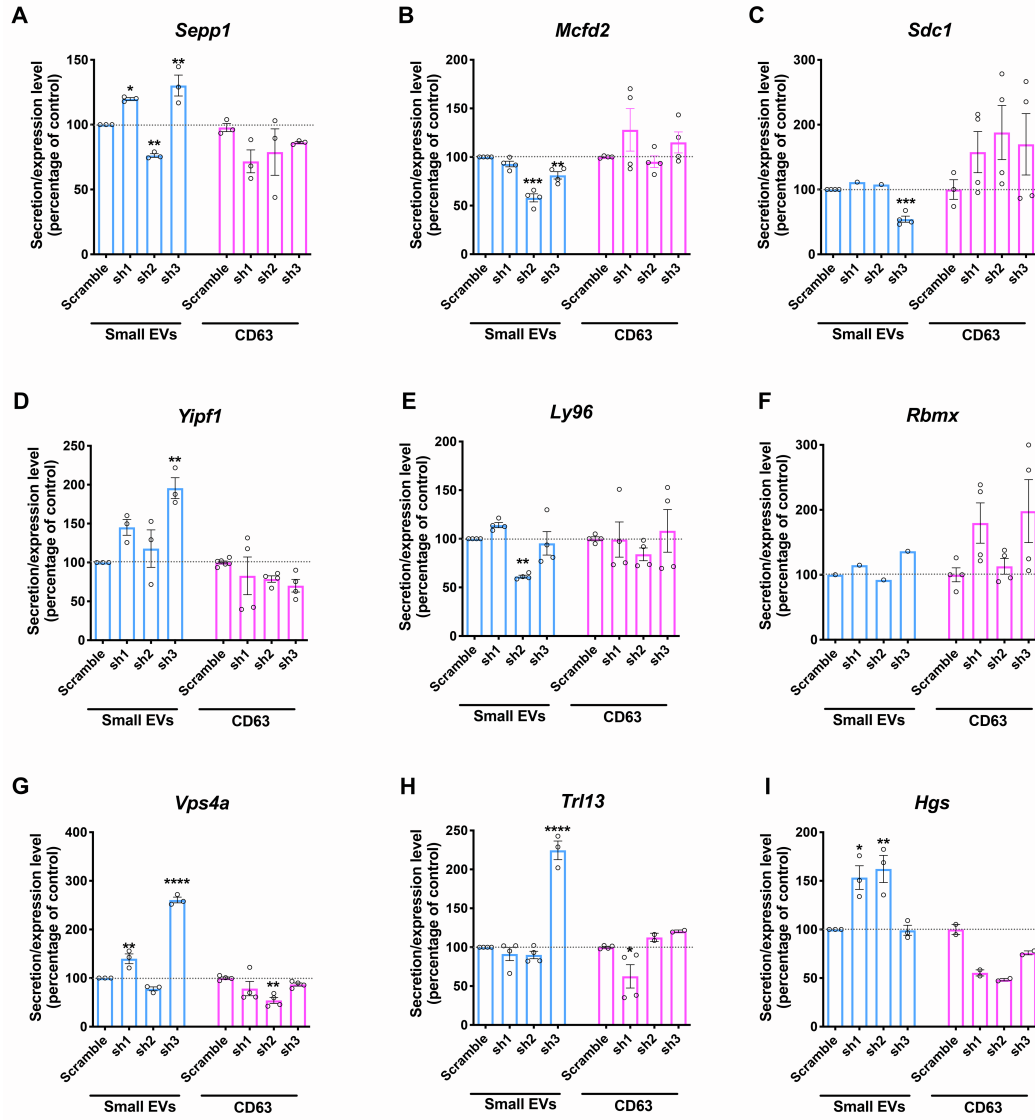 A
Sepp1
Secretion/expression level
(percentage of control)
150
100
50
0
*
**
**
Scramble
sh1
sh2
sh3
Scramble
sh1
sh2
sh3
Small EVs
CD63
B
Mcfd2
Secretion/expression level
(percentage of control)
200
150
100
50
0
***
**
Scramble
sh1
sh2
sh3
Scramble
sh1
sh2
sh3
Small EVs
CD63
C
Sdc1
Secretion/expression level
(percentage of control)
300
200
100
0
***
Scramble
sh1
sh2
sh3
Scramble
sh1
sh2
sh3
Small EVs
CD63
D
Yipf1
Secretion/expression level
(percentage of control)
250
200
150
100
50
0
**
Scramble
sh1
sh2
sh3
Scramble
sh1
sh2
sh3
Small EVs
CD63
E
Ly96
Secretion/expression level
(percentage of control)
200
150
100
50
0
**
Scramble
sh1
sh2
sh3
Scramble
sh1
sh2
sh3
Small EVs
CD63
F
Rbmx
Secretion/expression level
(percentage of control)
300
200
100
0
Scramble
sh1
sh2
sh3
Scramble
sh1
sh2
sh3
Small EVs
CD63
G
Vps4a
Secretion/expression level
(percentage of control)
400
300
200
100
0
**
****
**
Scramble
sh1
sh2
sh3
Scramble
sh1
sh2
sh3
Small EVs
CD63
H
Trl13
Secretion/expression level
(percentage of control)
250
200
150
100
50
0
****
*
Scramble
sh1
sh2
sh3
Scramble
sh1
sh2
sh3
Small EVs
CD63
I
Hgs
Secretion/expression level
(percentage of control)
200
150
100
50
0
*
**
Scramble
sh1
sh2
sh3
Scramble
sh1
sh2
sh3
Small EVs
CD63